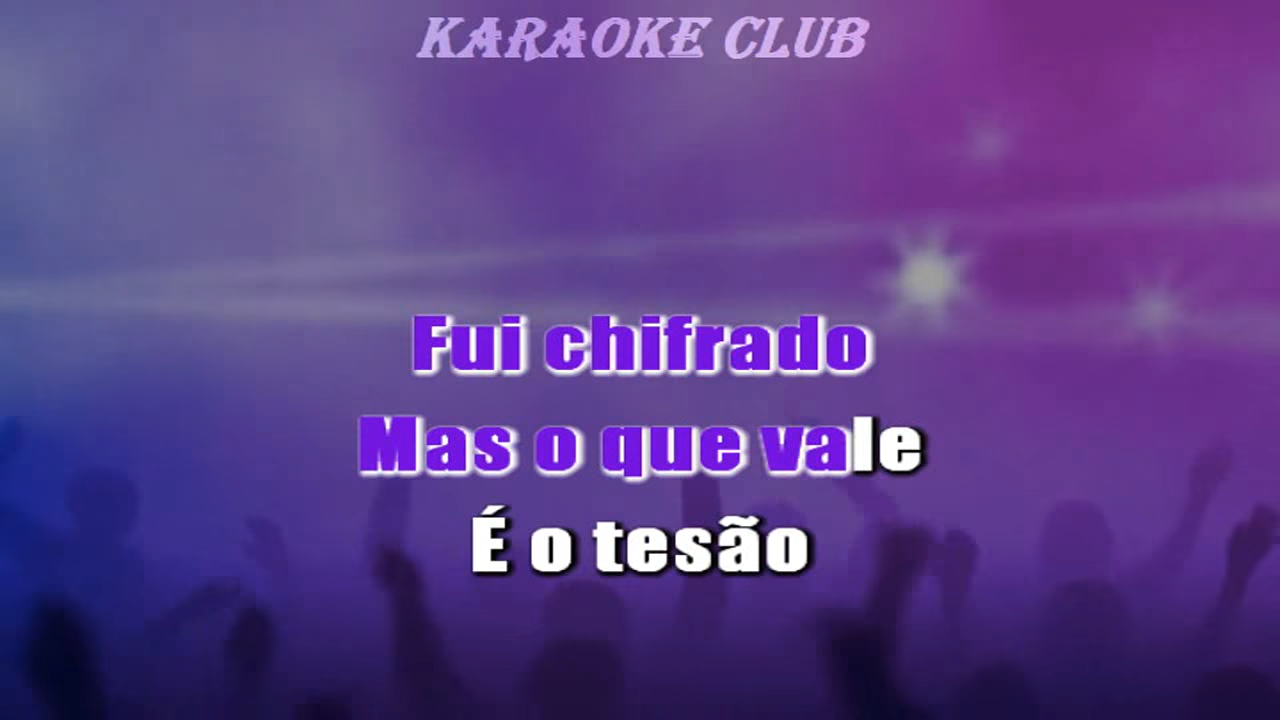 KARAOKE CLUB
Fui chifrado
Mas o que vale
É o tesão